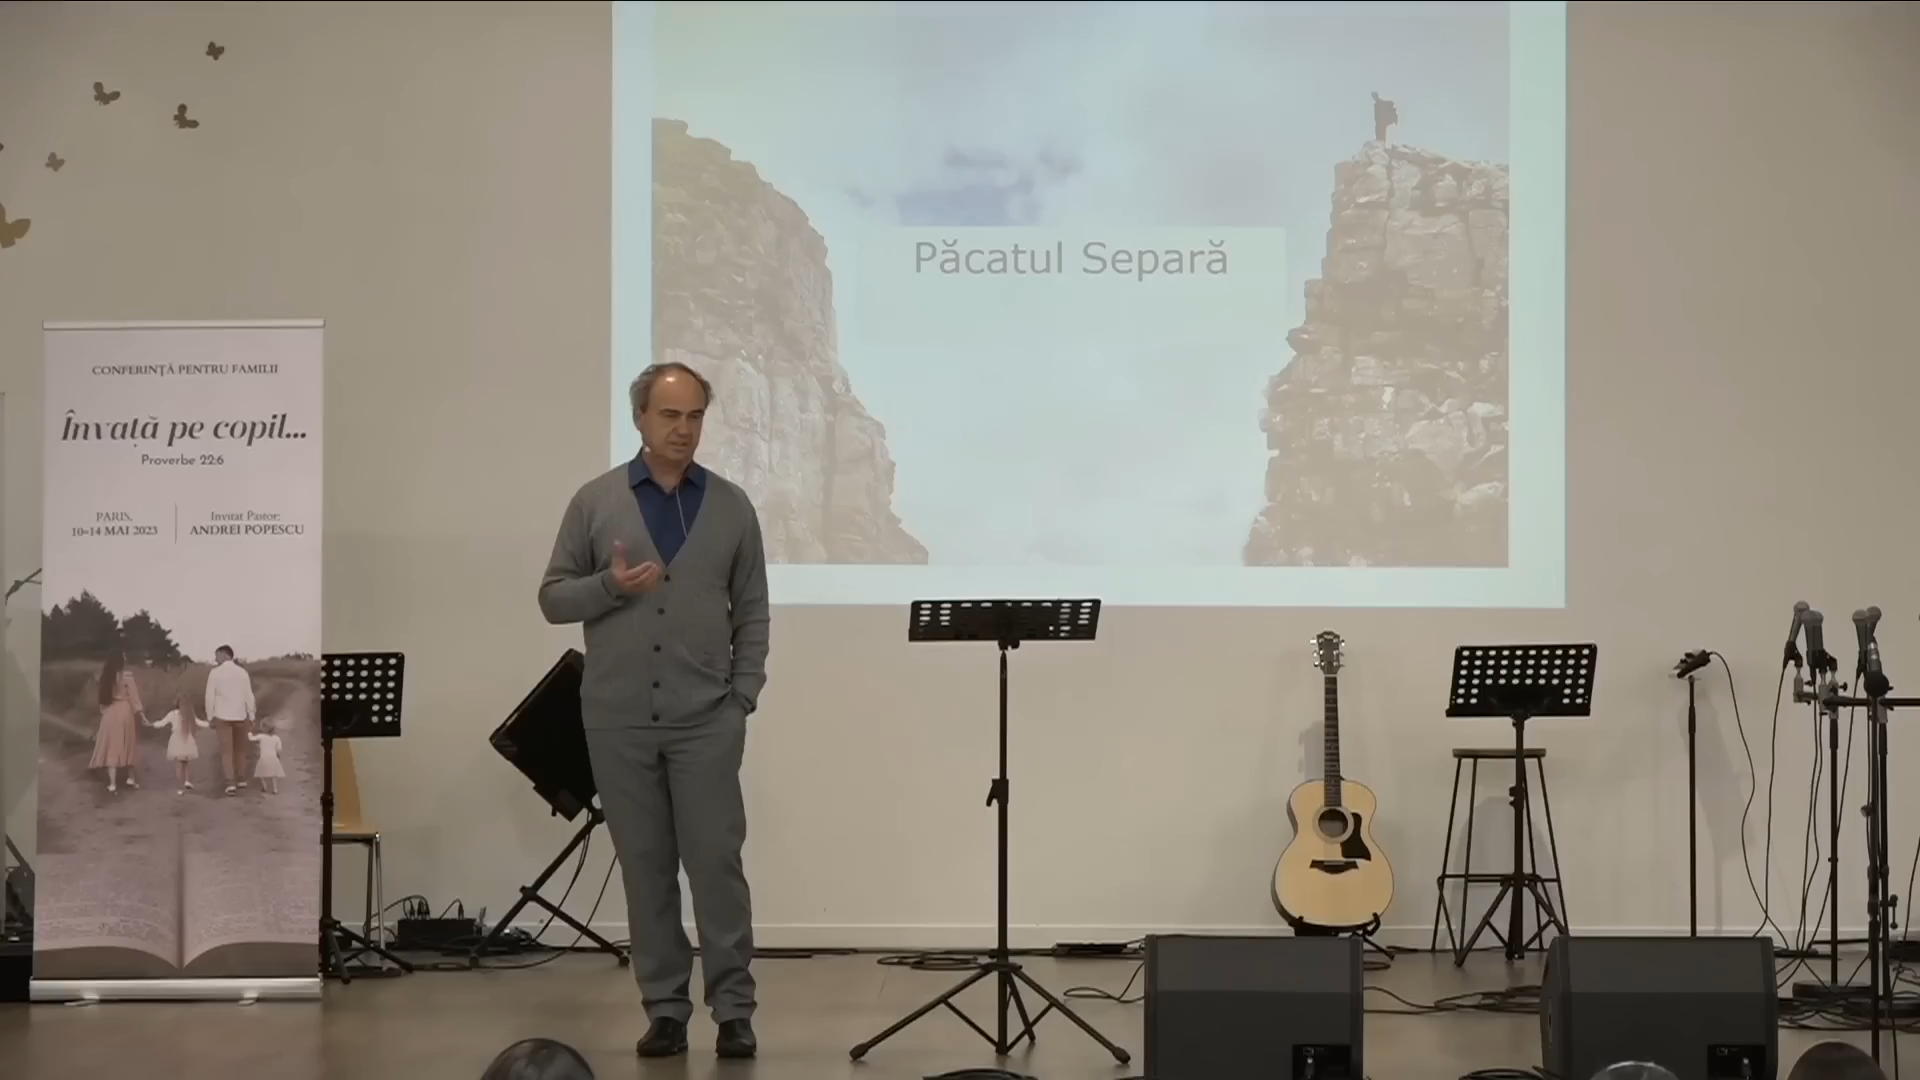 Păcatul Separă
CONFERINȚĂ PENTRU FAMILII
Învață pe copil...
Proverbe 22:6
PARIS,
10-14 MAI 2023
Invitat Pastor:
ANDREI POPESCU